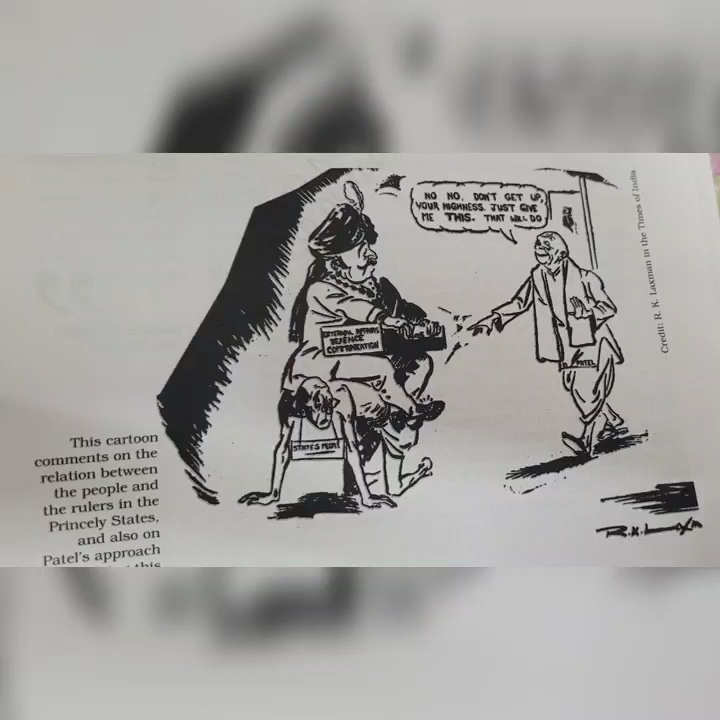 NO NO. DON'T GET UP,
YOUR HIGHNESS. JUST GIVE
ME THIS. THAT WILL DO
EXTERNAL AFFAIRS
DEFENCE
COMMUNICATION
STATES PEOPLE
PATEL
Credit: R. K. Laxman in the Times of India
This cartoon
comments on the
relation between
the people and
the rulers in the
Princely States,
and also on
Patel's approach
this
R.K. Laxman